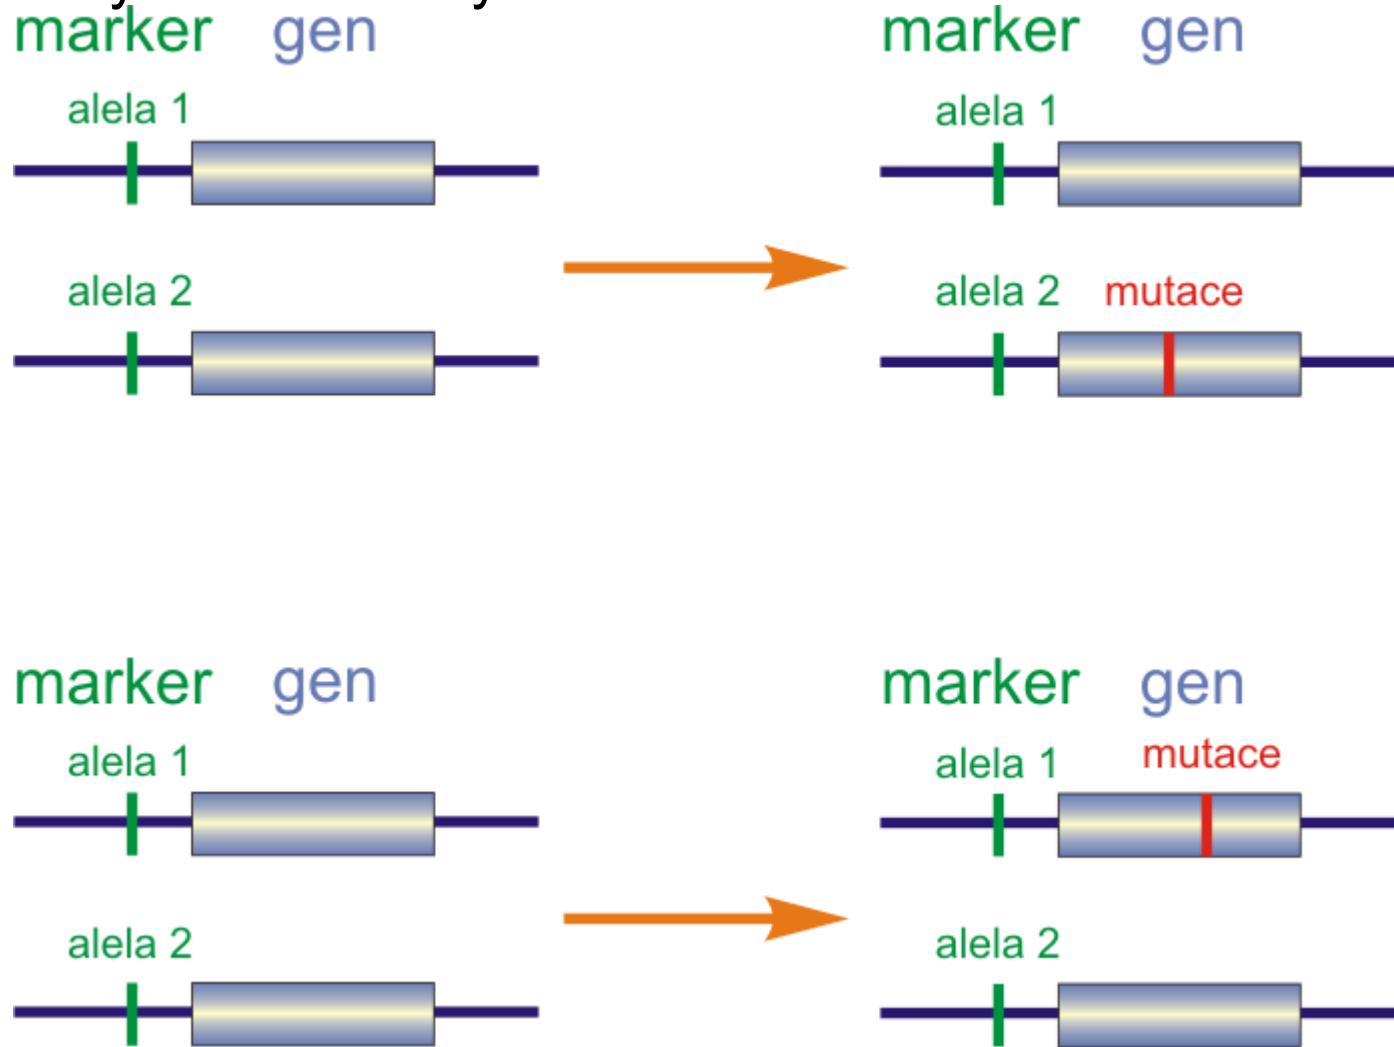 marker gen marker gen
alela 1 alela 1
alela 2 alela 2 mutace
marker gen marker gen
alela 1 alela 1 mutace
alela 2 alela 2